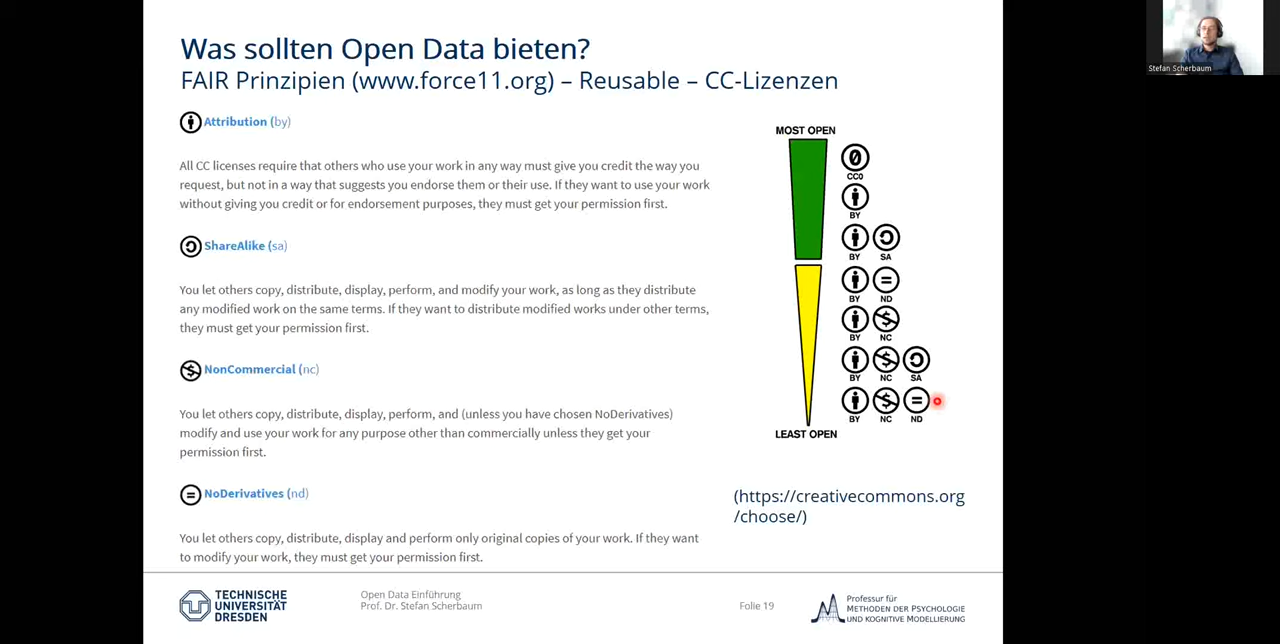 Was sollten Open Data bieten?
FAIR Prinzipien (www.force11.org) – Reusable – CC-Lizenzen
Attribution (by)
All CC licenses require that others who use your work in any way must give you credit the way you
request, but not in a way that suggests you endorse them or their use. If they want to use your work
without giving you credit or for endorsement purposes, they must get your permission first.
ShareAlike (sa)
You let others copy, distribute, display, perform, and modify your work, as long as they distribute
any modified work on the same terms. If they want to distribute modified works under other terms,
they must get your permission first.
NonCommercial (nc)
You let others copy, distribute, display, perform, and (unless you have chosen NoDerivatives)
modify and use your work for any purpose other than commercially unless they get your
permission first.
NoDerivatives (nd)
You let others copy, distribute, display and perform only original copies of your work. If they want
to modify your work, they must get your permission first.
MOST OPEN
CC0
BY
BY SA
BY ND
BY NC
BY NC SA
BY NC ND
LEAST OPEN
(https://creativecommons.org
/choose/)
TECHNISCHE
UNIVERSITÄT
DRESDEN
Open Data Einführung
Prof. Dr. Stefan Scherbaum
Folie 19
Professur für
METHODEN DER PSYCHOLOGIE
UND KOGNITIVE MODELLIERUNG
Stefan Scherbaum